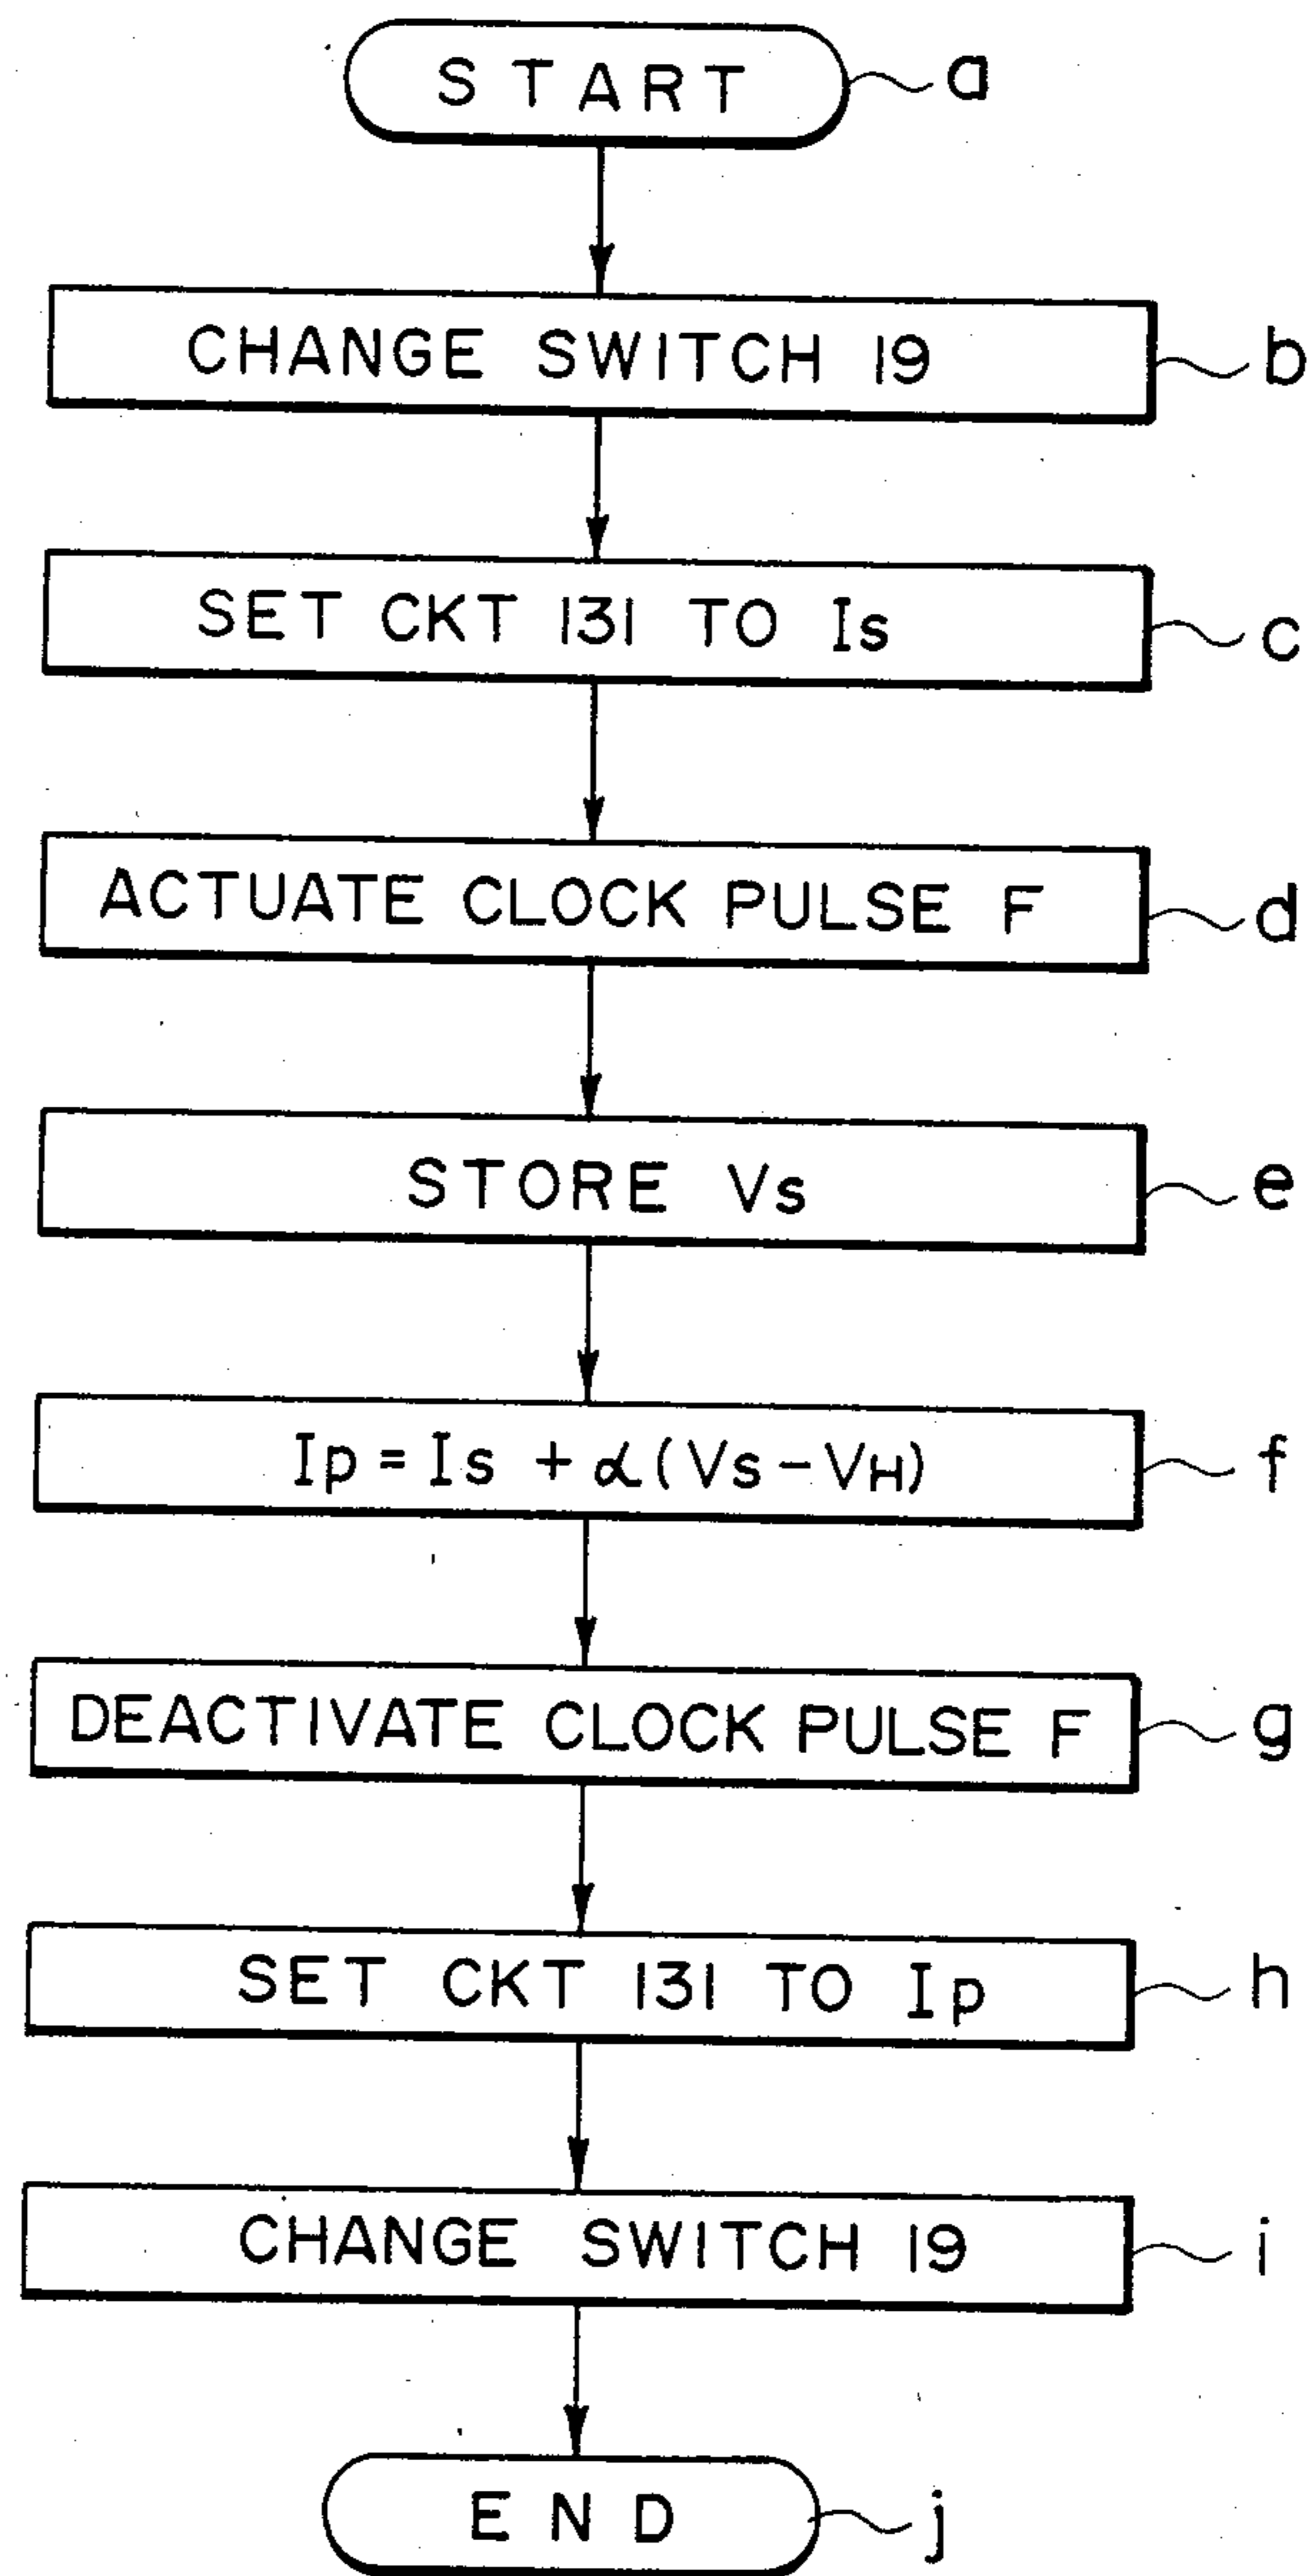 START a
CHANGE SWITCH 19 b
SET CKT 131 TO Is c
ACTUATE CLOCK PULSE F d
STORE Vs e
Ip = Is + α (Vs - VH) f
DEACTIVATE CLOCK PULSE F g
SET CKT 131 TO Ip h
CHANGE SWITCH 19 i
END j